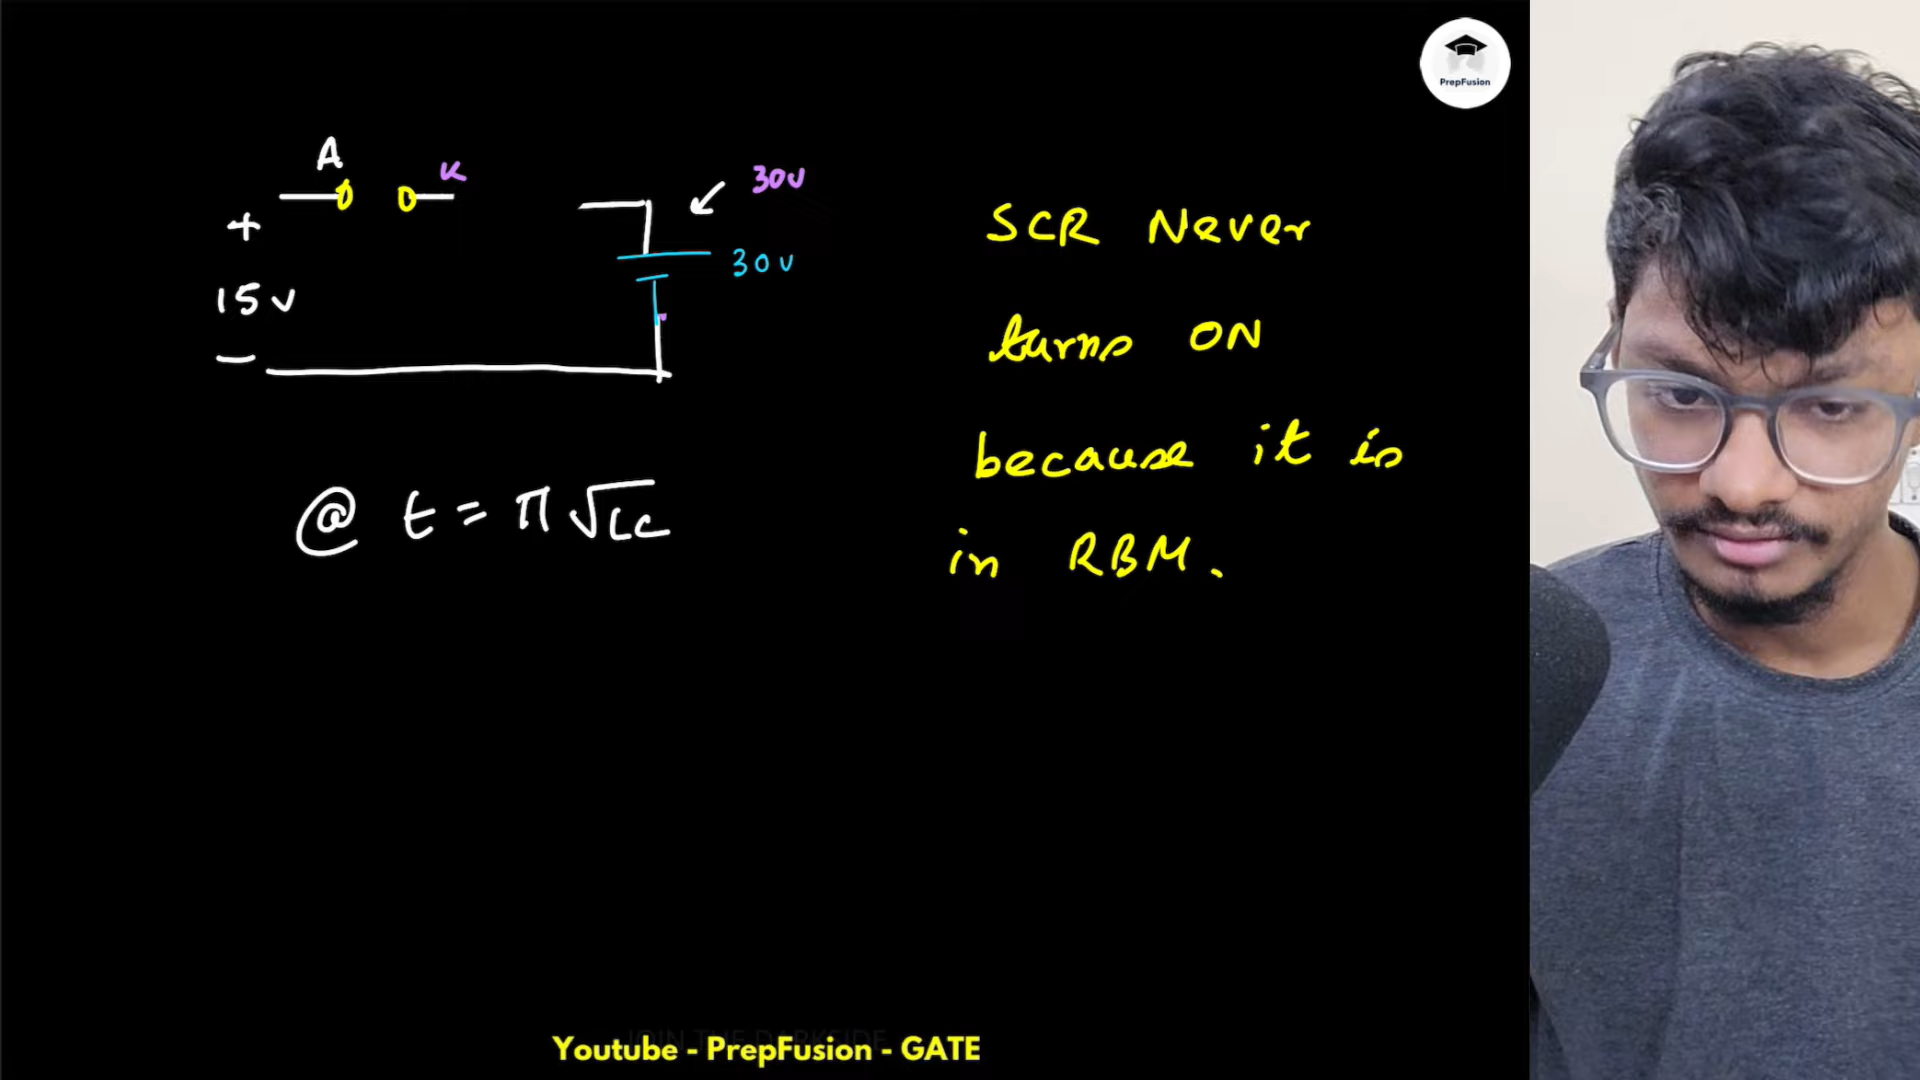 PrepFusion
A
K
30V
+
15V
30V
−
@ t = π √LC
SCR Never
turns ON
because it is
in RBM.
Youtube - PrepFusion - GATE